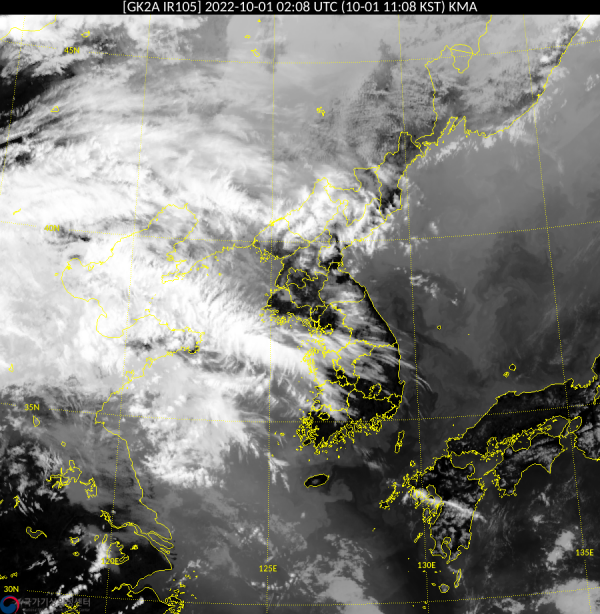 [GK2A IR105] 2022-10-01 02:08 UTC (10-01 11:08 KST) KMA
45N
40N
35N
125E
130E
135E
30N